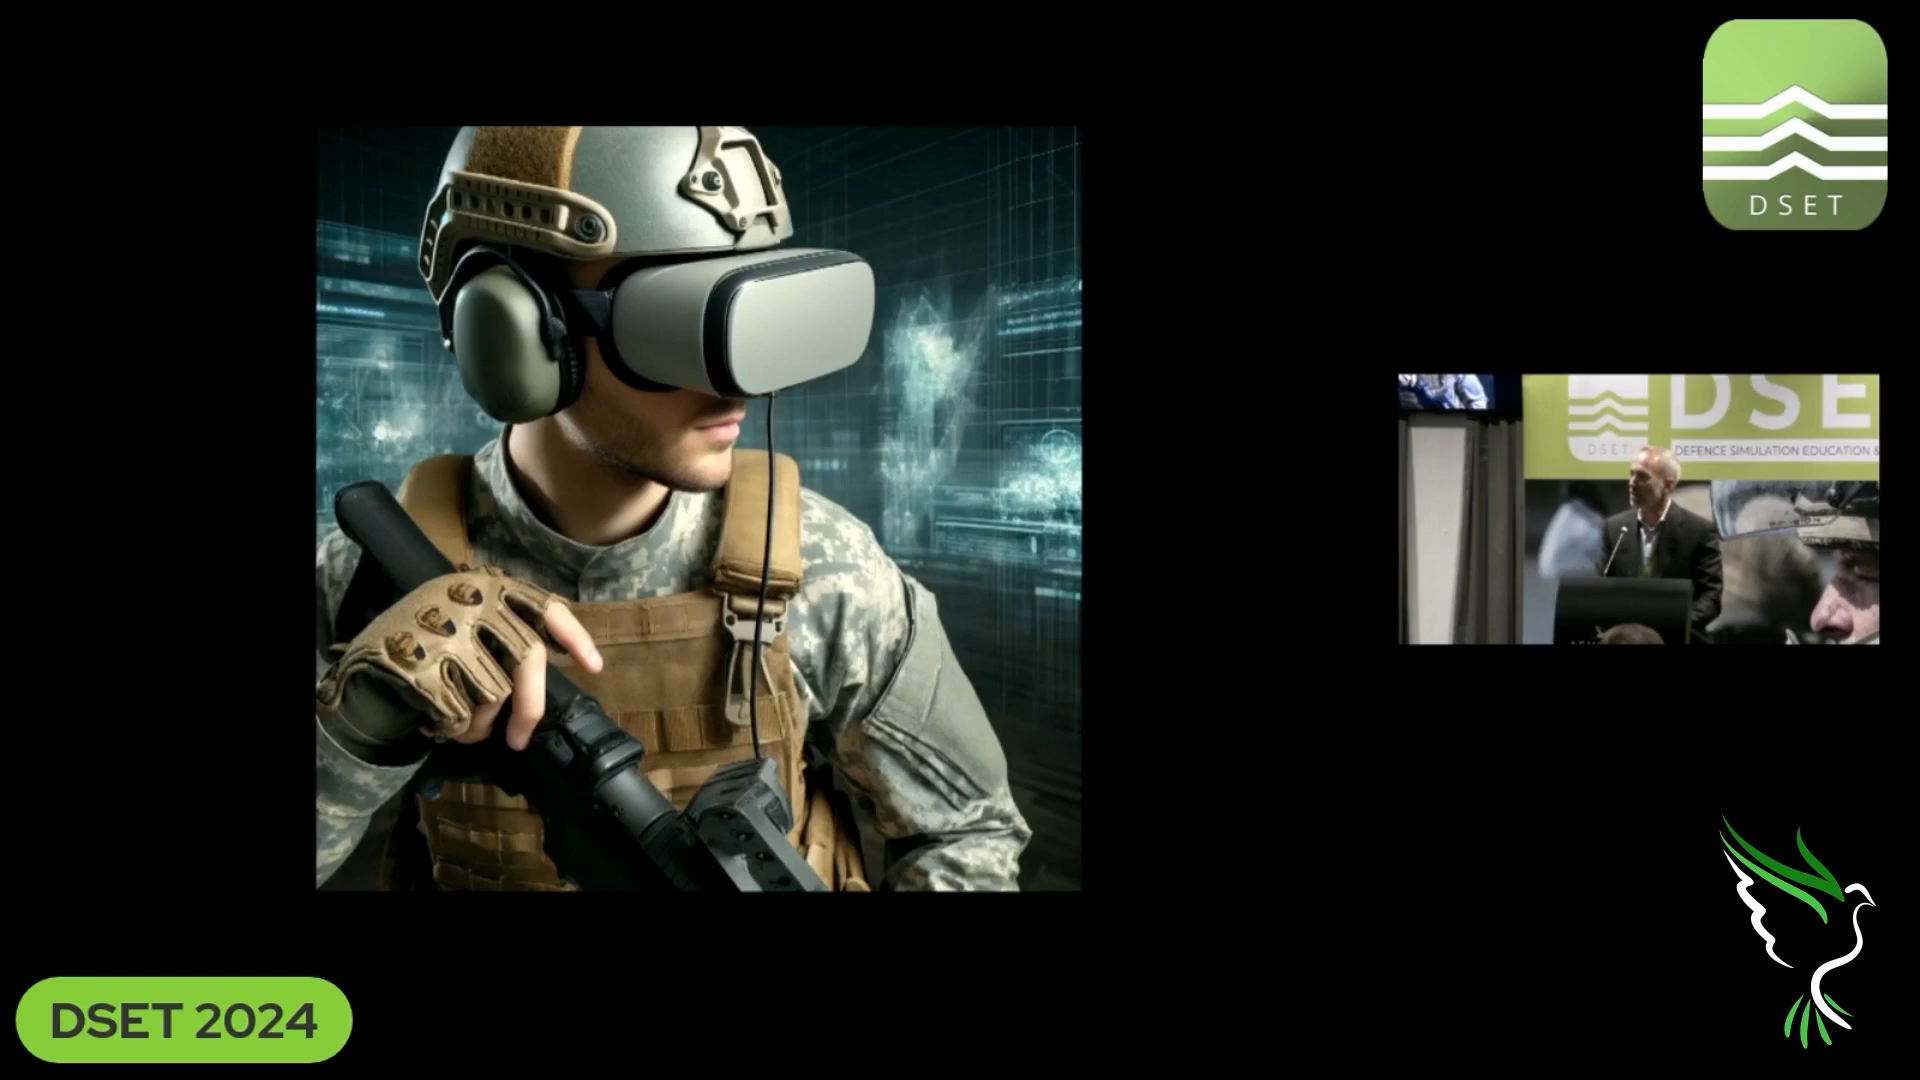 DSET
DSE
DSET
DEFENCE SIMULATION EDUCATION &
DSET 2024